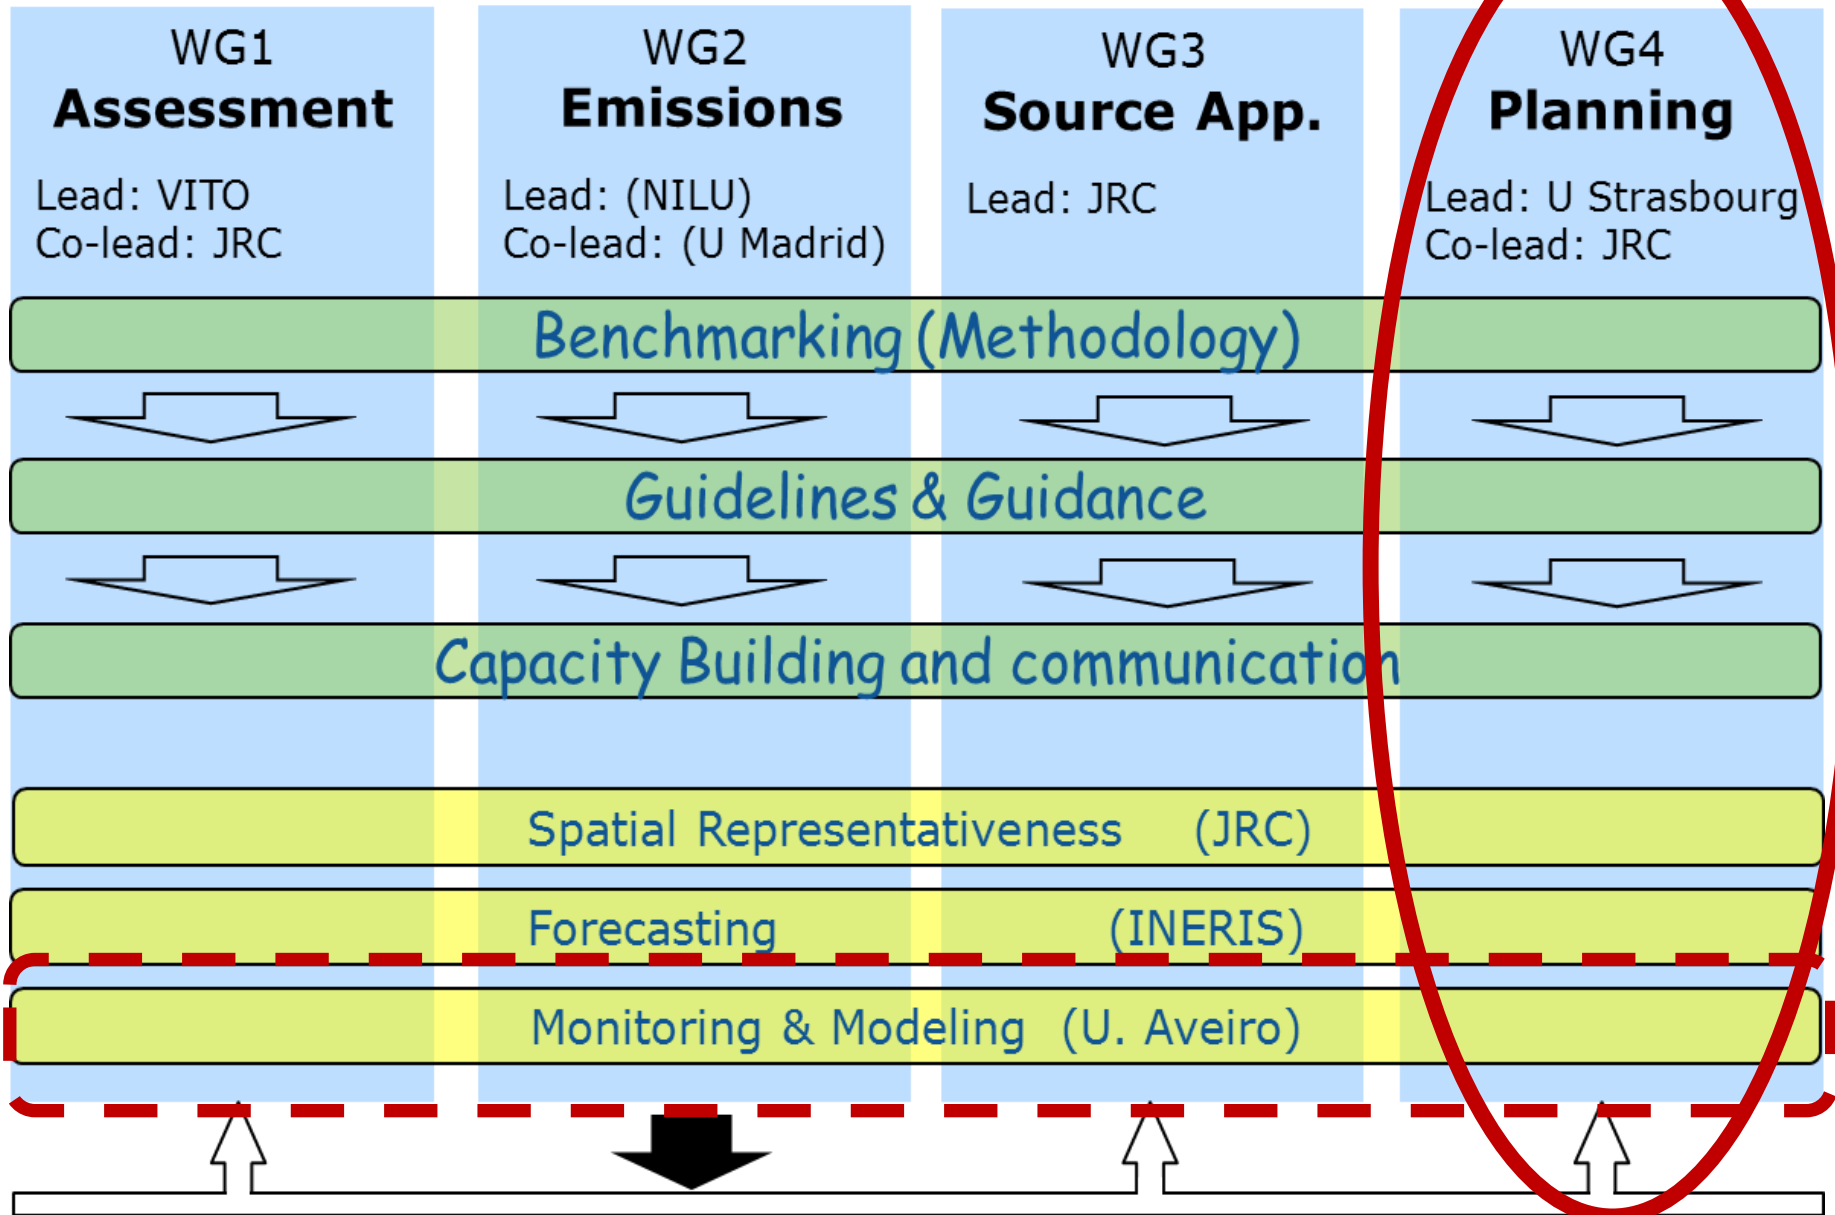 WG1
Assessment
Lead: VITO
Co-lead: JRC
WG2
Emissions
Lead: (NILU)
Co-lead: (U Madrid)
WG3
Source App.
Lead: JRC
WG4
Planning
Lead: U Strasbourg
Co-lead: JRC
Benchmarking (Methodology)
Guidelines & Guidance
Capacity Building and communication
Spatial Representativeness (JRC)
Forecasting (INERIS)
Monitoring & Modeling (U. Aveiro)